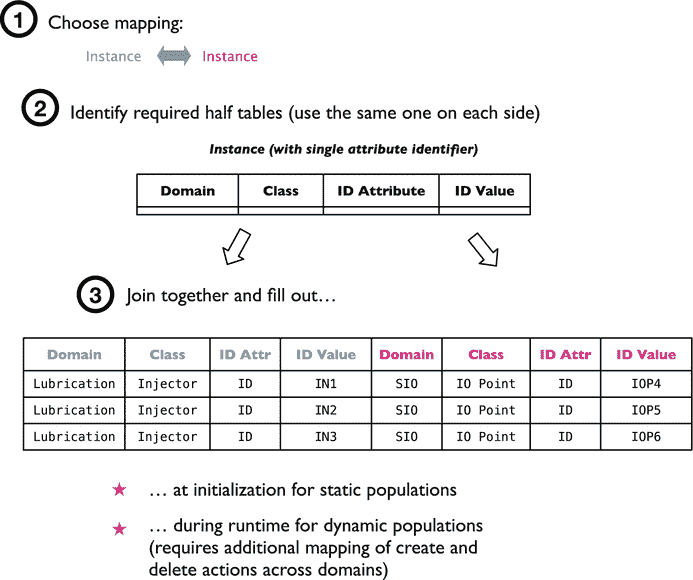 1 Choose mapping:
Instance Instance
2 Identify required half tables (use the same one on each side)
Instance (with single attribute identifier)
Domain Class ID Attribute ID Value
3 Join together and fill out…
Domain Class ID Attr ID Value Domain Class ID Attr ID Value
Lubrication Injector ID IN1 SIO IO Point ID IOP4
Lubrication Injector ID IN2 SIO IO Point ID IOP5
Lubrication Injector ID IN3 SIO IO Point ID IOP6
… at initialization for static populations
… during runtime for dynamic populations
(requires additional mapping of create and
delete actions across domains)